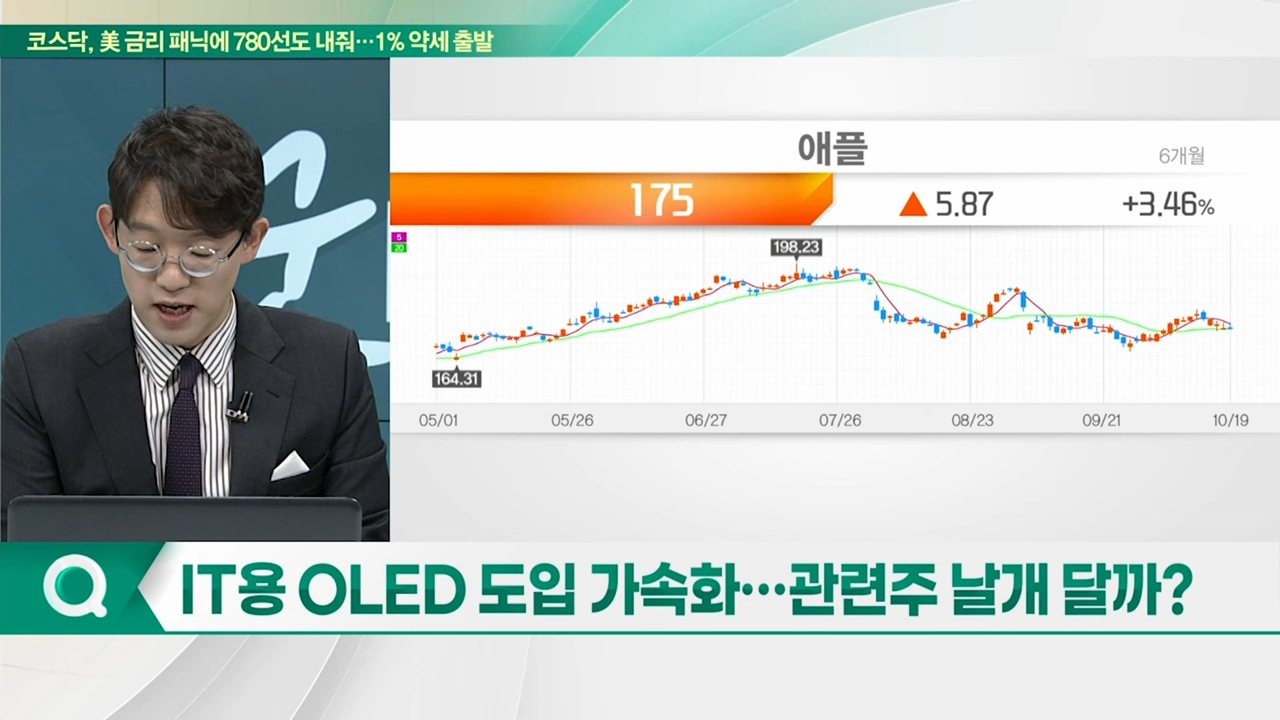 코스닥, 美 금리 패닉에 780선도 내줘…1% 약세 출발
애플
6개월
175
▲ 5.87
+3.46%
5
20
198.23
164.31
05/01 05/26 06/27 07/26 08/23 09/21 10/19
IT용 OLED 도입 가속화…관련주 날개 달까?